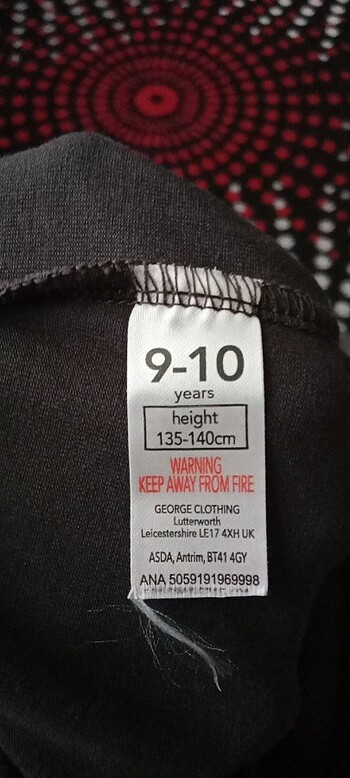 9-10
years
height
135-140cm
WARNING
KEEP AWAY FROM FIRE
GEORGE CLOTHING
Lutterworth
Leicestershire LE17 4XH UK
ASDA, Antrim, BT41 4GY
ANA 5059191969998